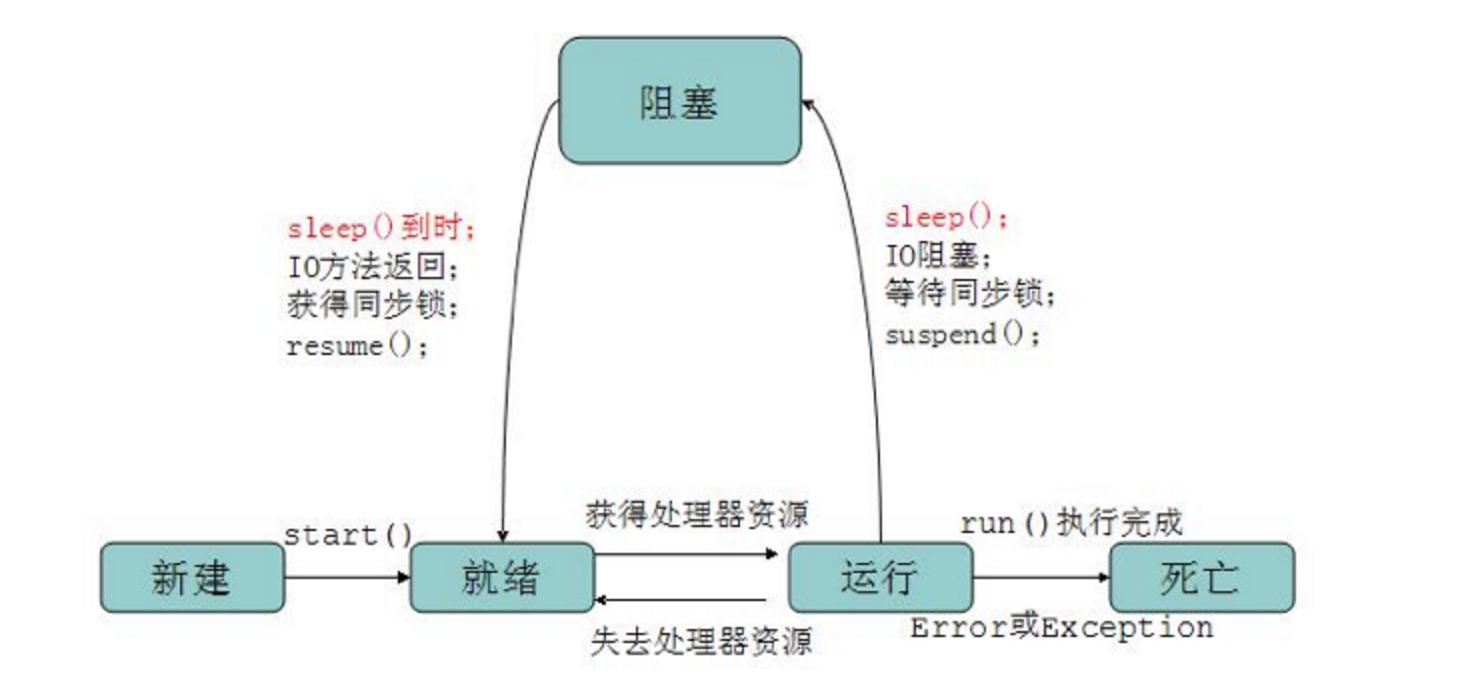 阻塞
sleep()到时;
IO方法返回;
获得同步锁;
resume();
sleep();
IO阻塞;
等待同步锁;
suspend();
获得处理器资源
run()执行完成
start()
新建
就绪
运行
死亡
失去处理器资源
Error或Exception